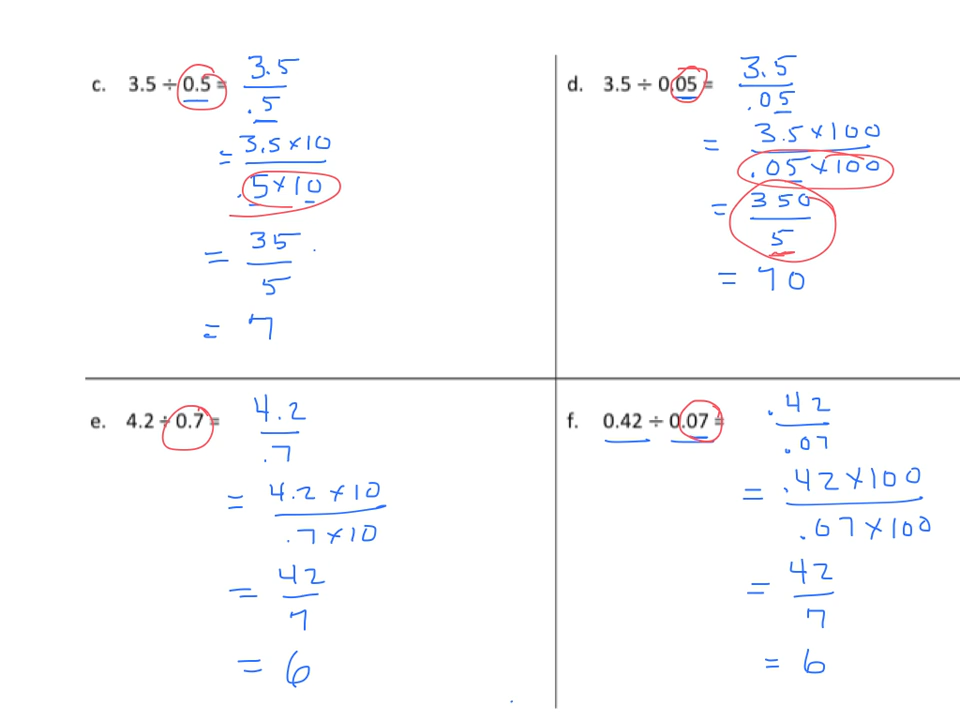 c. 3.5 ÷ 0.5 = 3.5 / .5
= 3.5 × 10 / .5 × 10
= 35 / 5
= 7
d. 3.5 ÷ 0.05 = 3.5 / .05
= 3.5 × 100 / .05 × 100
= 350 / 5
= 70
e. 4.2 ÷ 0.7 = 4.2 / .7
= 4.2 × 10 / .7 × 10
= 42 / 7
= 6
f. 0.42 ÷ 0.07 = .42 / .07
= .42 × 100 / .07 × 100
= 42 / 7
= 6